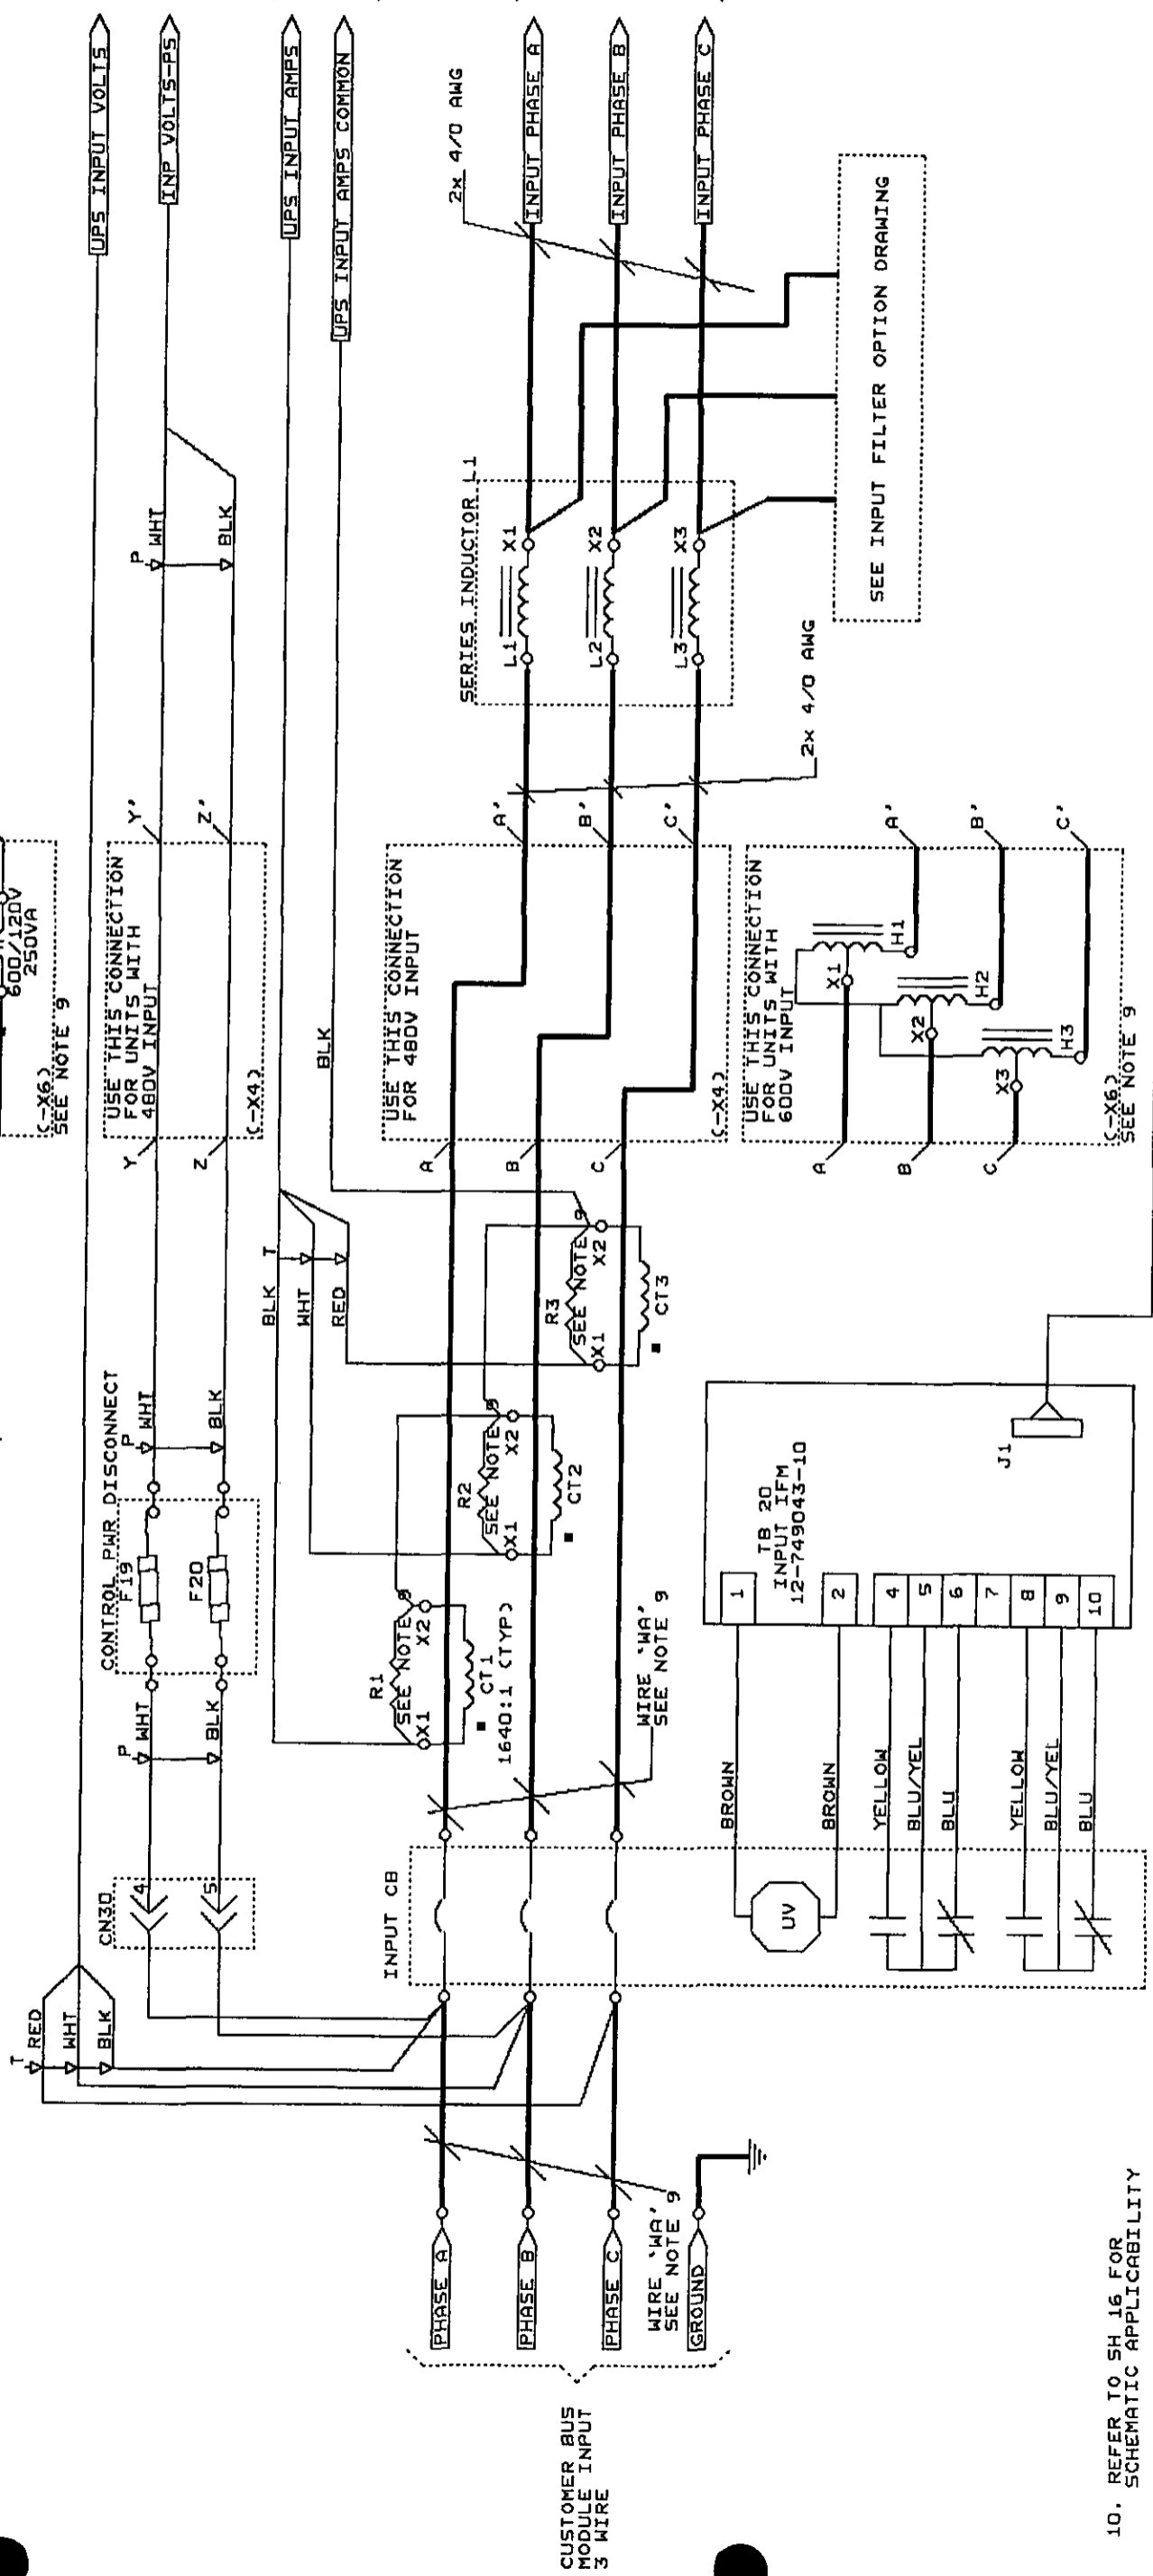 600/120V
250VA
(-X6)
SEE NOTE 9
UPS INPUT VOLTS
INP VOLTS-PS
UPS INPUT AMPS
UPS INPUT AMPS COMMON
T
RED
WHT
BLK
CN30
4
5
P
WHT
BLK
CONTROL PWR DISCONNECT
F19
F20
P
WHT
BLK
Y
Z
USE THIS CONNECTION
FOR UNITS WITH
480V INPUT
(-X4)
Y'
Z'
P
WHT
BLK
BLK
T
WHT
RED
BLK
CUSTOMER BUS
MODULE INPUT
3 WIRE
PHASE A
PHASE B
PHASE C
GROUND
WIRE 'WA'
SEE NOTE 9
INPUT CB
R1
SEE NOTE 9
X1
X2
CT1
1640:1 (TYP)
R2
SEE NOTE 9
X1
X2
CT2
R3
SEE NOTE 9
X1
X2
CT3
WIRE 'WA'
SEE NOTE 9
A
B
C
USE THIS CONNECTION
FOR 480V INPUT
(-X4)
A'
B'
C'
2x 4/0 AWG
SERIES INDUCTOR L1
L1
X1
L2
X2
L3
X3
2x 4/0 AWG
INPUT PHASE A
INPUT PHASE B
INPUT PHASE C
SEE INPUT FILTER OPTION DRAWING
USE THIS CONNECTION
FOR UNITS WITH
600V INPUT
A
B
C
X1
H1
X2
H2
X3
H3
A'
B'
C'
(-X6)
SEE NOTE 9
UV
BROWN
BROWN
YELLOW
BLU/YEL
BLU
YELLOW
BLU/YEL
BLU
1
2
4
5
6
7
8
9
10
TB 20
INPUT IFM
12-749043-10
J1
10. REFER TO SH 16 FOR
SCHEMATIC APPLICABILITY